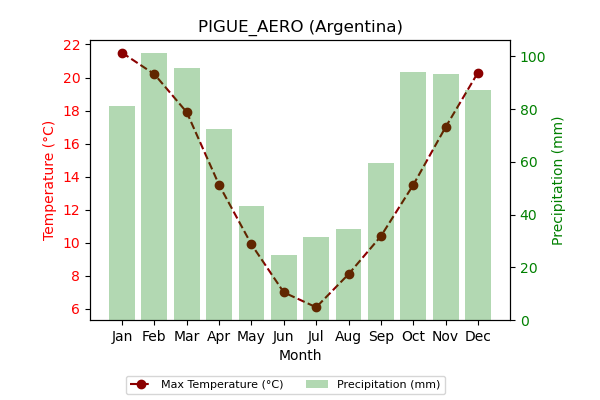 PIGUE_AERO (Argentina)
22
20
18
16
14
12
10
8
6
Temperature (°C)
100
80
60
40
20
0
Precipitation (mm)
Jan Feb Mar Apr May Jun Jul Aug Sep Oct Nov Dec
Month
Max Temperature (°C) Precipitation (mm)